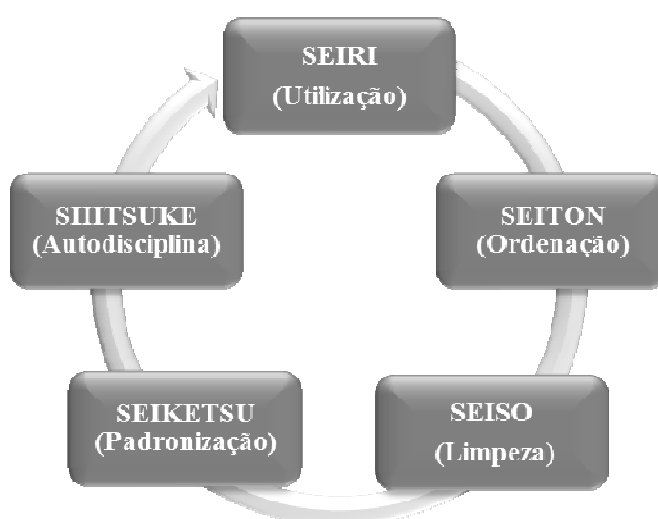 SEIRI
(Utilização)
SEITON
(Ordenação)
SEISO
(Limpeza)
SEIKETSU
(Padronização)
SHITSUKE
(Autodisciplina)